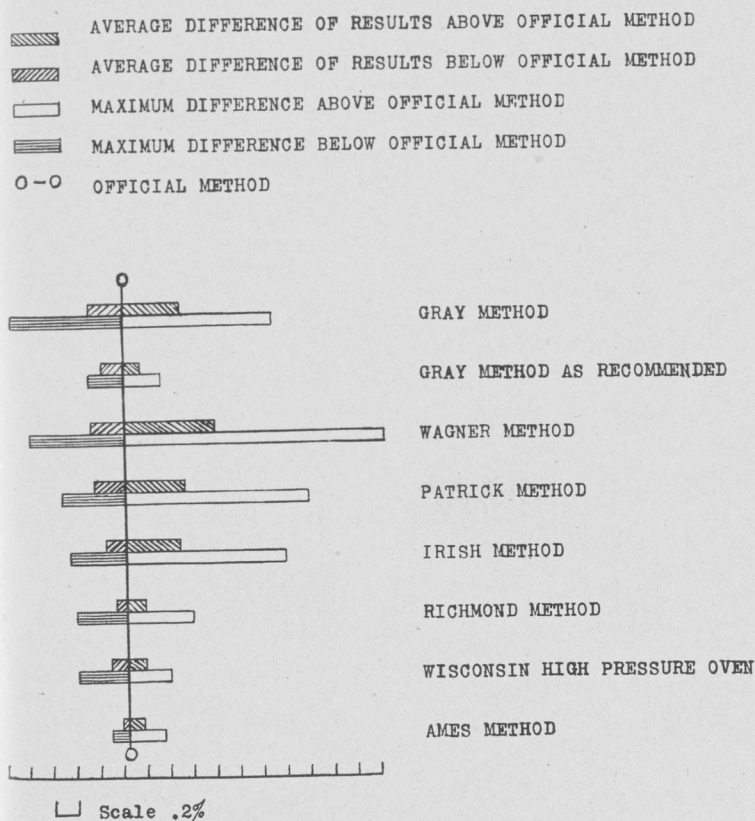 AVERAGE DIFFERENCE OF RESULTS ABOVE OFFICIAL METHOD
AVERAGE DIFFERENCE OF RESULTS BELOW OFFICIAL METHOD
MAXIMUM DIFFERENCE ABOVE OFFICIAL METHOD
MAXIMUM DIFFERENCE BELOW OFFICIAL METHOD
O-O OFFICIAL METHOD
O
GRAY METHOD
GRAY METHOD AS RECOMMENDED
WAGNER METHOD
PATRICK METHOD
IRISH METHOD
RICHMOND METHOD
WISCONSIN HIGH PRESSURE OVEN
AMES METHOD
O
Scale .2%